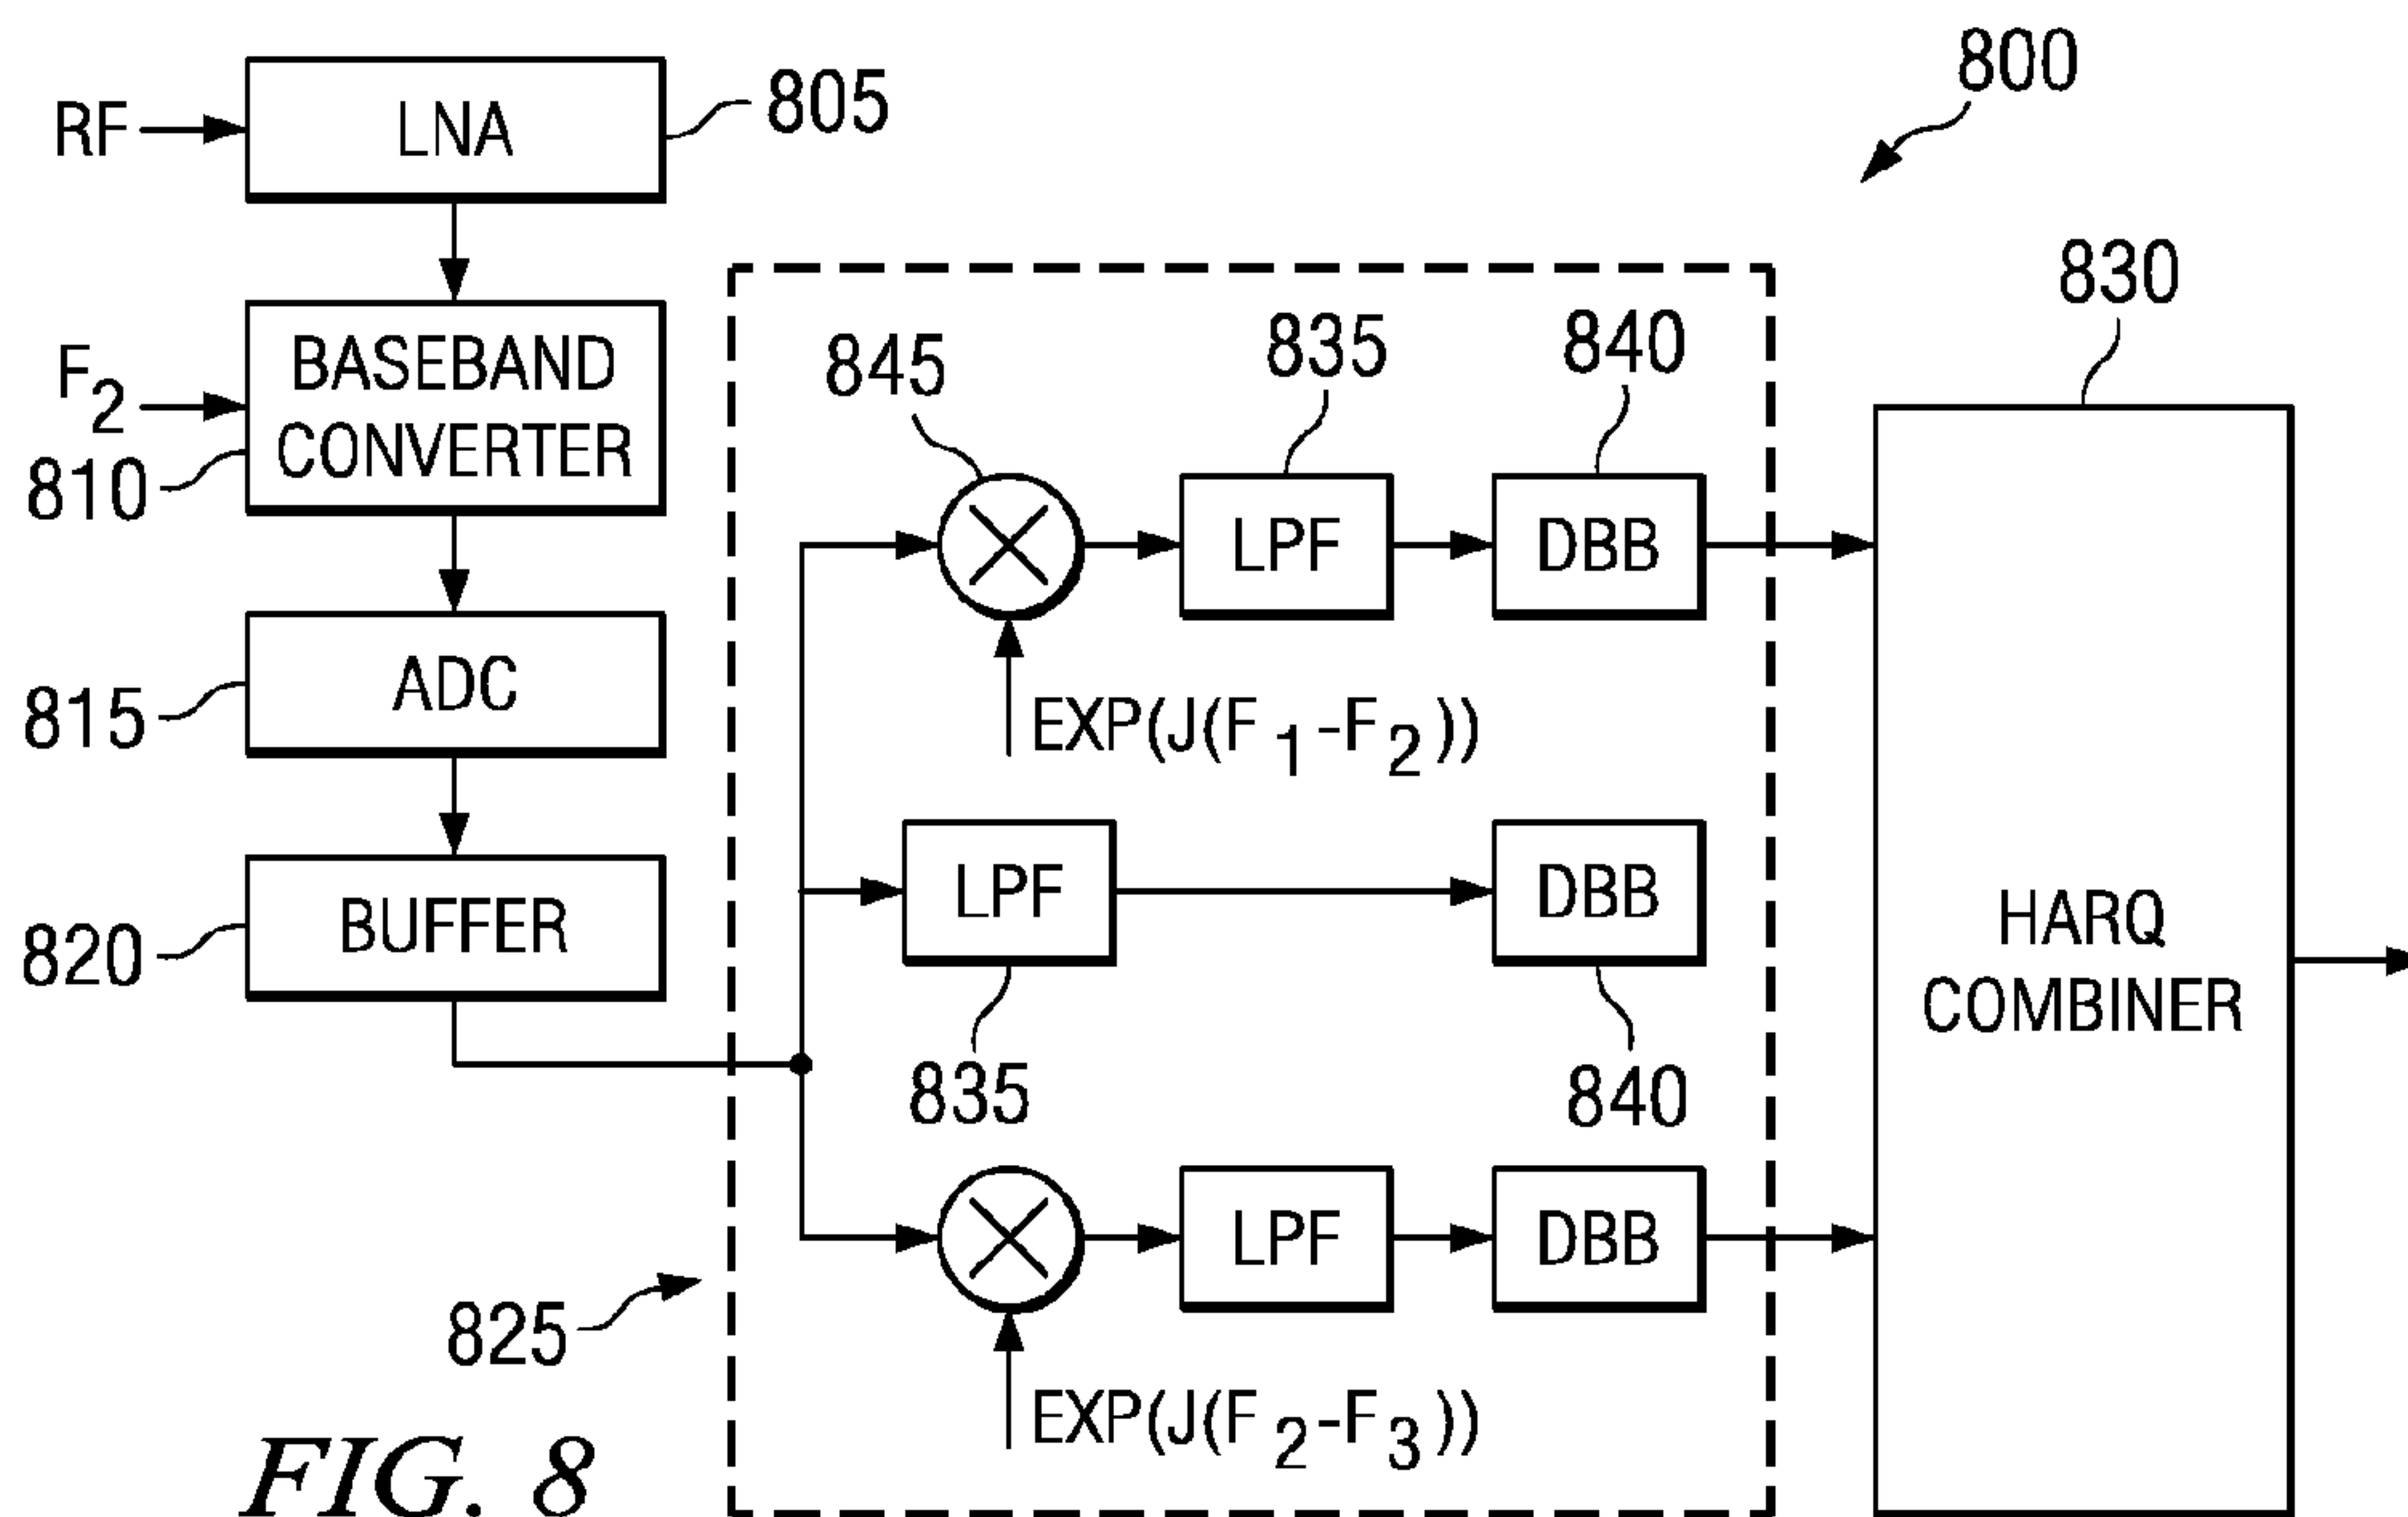 800
RF
LNA
805
F2
BASEBAND
CONVERTER
810
ADC
815
BUFFER
820
825
845
835
840
LPF
DBB
EXP(J(F1-F2))
LPF
DBB
835
840
LPF
DBB
EXP(J(F2-F3))
830
HARQ
COMBINER
FIG. 8